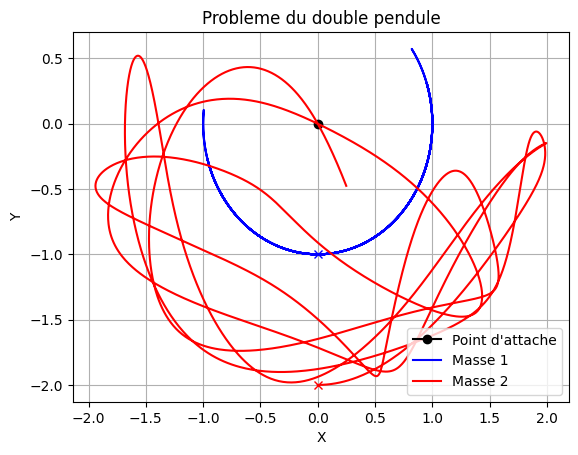 Probleme du double pendule
Y
0.5
0.0
−0.5
−1.0
−1.5
−2.0
Point d'attache
Masse 1
Masse 2
−2.0 −1.5 −1.0 −0.5 0.0 0.5 1.0 1.5 2.0
X